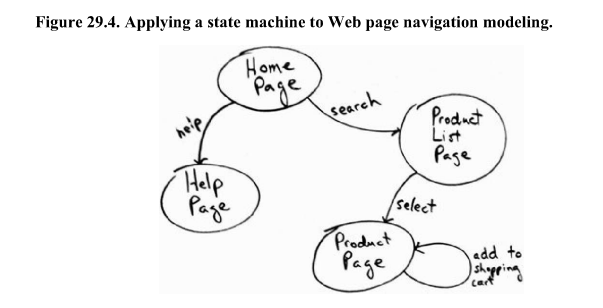 Figure 29.4. Applying a state machine to Web page navigation modeling.
Home
Page
help
search
Product
List
Page
Help
Page
select
Product
Page
add to
shopping
cart